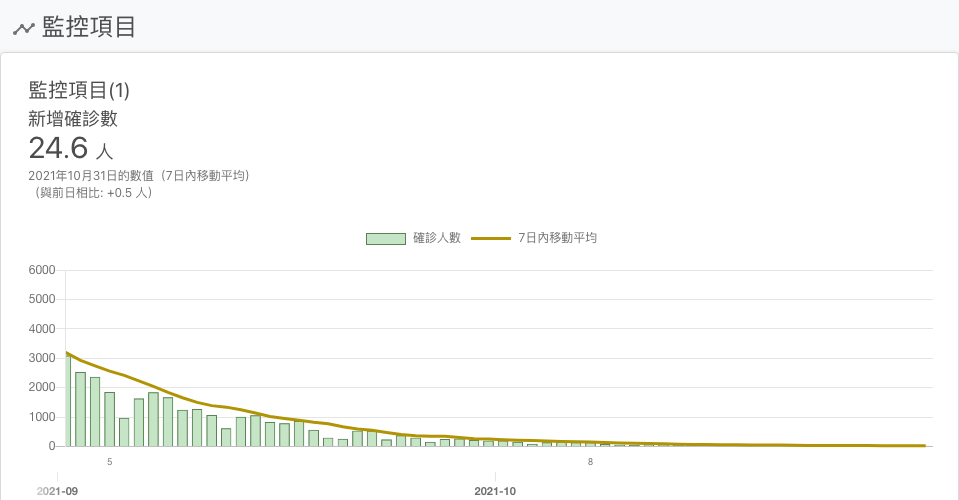 監控項目
監控項目(1)
新增確診數
24.6 人
2021年10月31日的數值（7日內移動平均）
（與前日相比: +0.5 人）
確診人數 7日內移動平均
6000
5000
4000
3000
2000
1000
0
5 8
2021-09 2021-10